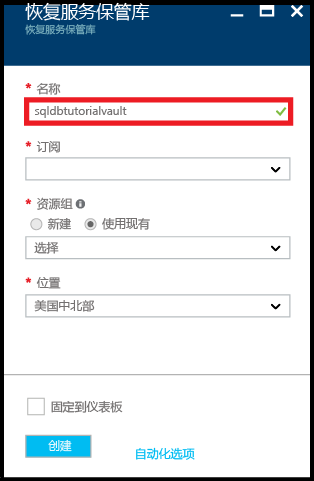 恢复服务保管库
恢复服务保管库
* 名称
sqldbtutorialvault
* 订阅
* 资源组
新建 使用现有
选择
* 位置
美国中北部
固定到仪表板
创建 自动化选项